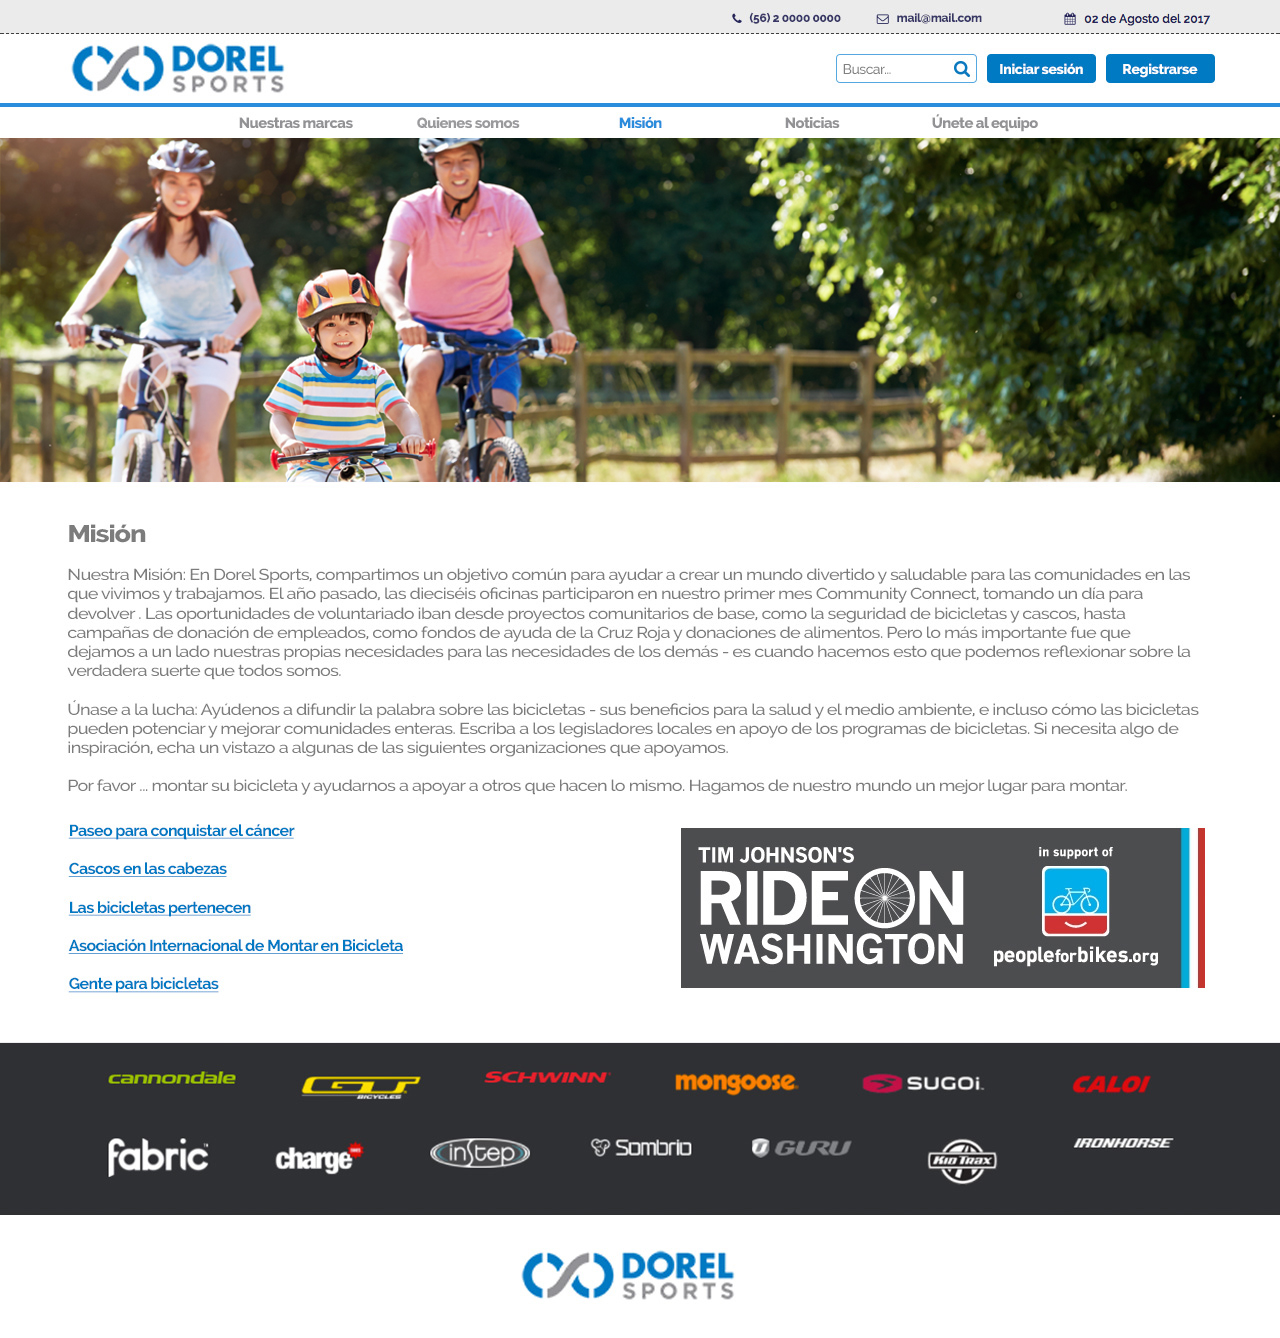 (56) 2 0000 0000 mail@mail.com 02 de Agosto del 2017
DOREL
SPORTS
Buscar... Iniciar sesión Registrarse
Nuestras marcas Quienes somos Misión Noticias Únete al equipo
Misión
Nuestra Misión: En Dorel Sports, compartimos un objetivo común para ayudar a crear un mundo divertido y saludable para las comunidades en las
que vivimos y trabajamos. El año pasado, las dieciséis oficinas participaron en nuestro primer mes Community Connect, tomando un día para
devolver . Las oportunidades de voluntariado iban desde proyectos comunitarios de base, como la seguridad de bicicletas y cascos, hasta
campañas de donación de empleados, como fondos de ayuda de la Cruz Roja y donaciones de alimentos. Pero lo más importante fue que
dejamos a un lado nuestras propias necesidades para las necesidades de los demás - es cuando hacemos esto que podemos reflexionar sobre la
verdadera suerte que todos somos.
Únase a la lucha: Ayúdenos a difundir la palabra sobre las bicicletas - sus beneficios para la salud y el medio ambiente, e incluso cómo las bicicletas
pueden potenciar y mejorar comunidades enteras. Escriba a los legisladores locales en apoyo de los programas de bicicletas. Si necesita algo de
inspiración, echa un vistazo a algunas de las siguientes organizaciones que apoyamos.
Por favor ... montar su bicicleta y ayudarnos a apoyar a otros que hacen lo mismo. Hagamos de nuestro mundo un mejor lugar para montar.
Paseo para conquistar el cáncer
Cascos en las cabezas
Las bicicletas pertenecen
Asociación Internacional de Montar en Bicicleta
Gente para bicicletas
TIM JOHNSON'S
RIDE ON
WASHINGTON
in support of
peopleforbikes.org
cannondale GT BICYCLES SCHWINN mongoose SUGOi CALOI
fabric charge inStep Sombrio GURU KidTrax IRONHORSE
DOREL
SPORTS